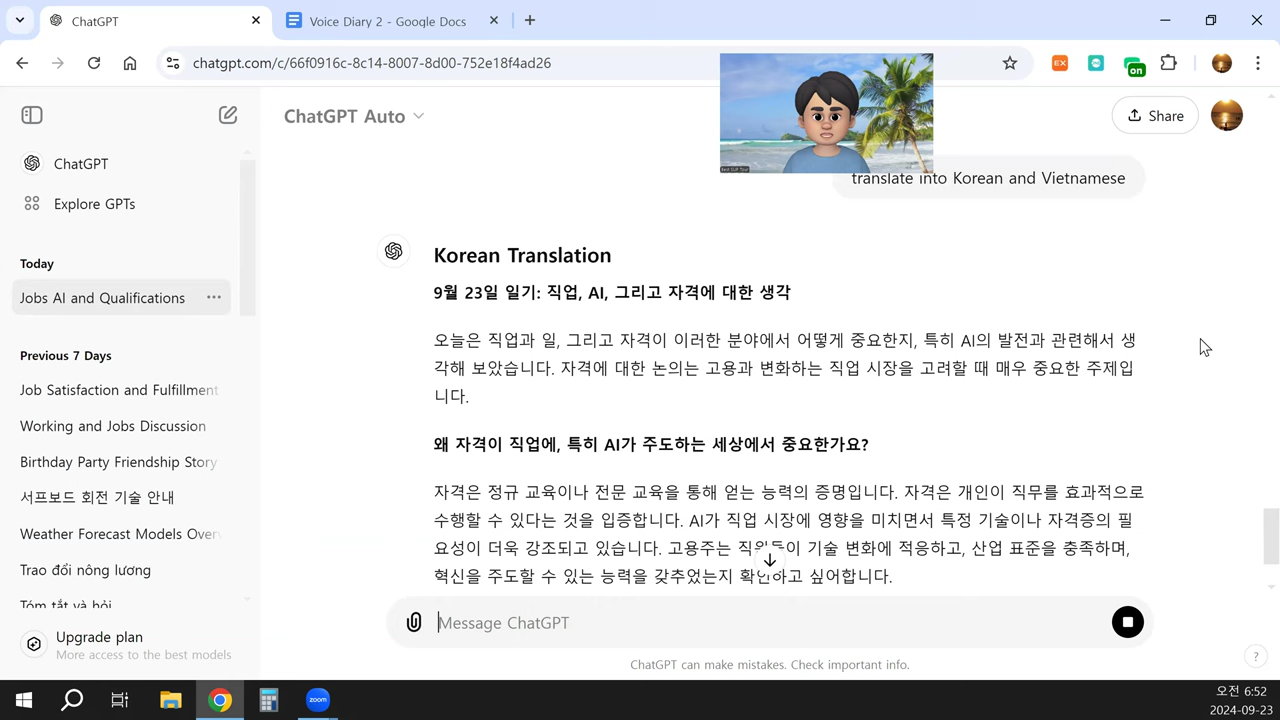 ChatGPT
Voice Diary 2 - Google Docs
chatgpt.com/c/66f0916c-8c14-8007-8d00-752e18f4ad26
EX
on
ChatGPT Auto
Share
ChatGPT
Explore GPTs
Today
Jobs AI and Qualifications
Previous 7 Days
Job Satisfaction and Fulfillment
Working and Jobs Discussion
Birthday Party Friendship Story
서프보드 회전 기술 안내
Weather Forecast Models Over
Trao đổi nông lương
Tóm tắt và hỏi
Upgrade plan
More access to the best models
translate into Korean and Vietnamese
Korean Translation
9월 23일 일기: 직업, AI, 그리고 자격에 대한 생각
오늘은 직업과 일, 그리고 자격이 이러한 분야에서 어떻게 중요한지, 특히 AI의 발전과 관련해서 생
각해 보았습니다. 자격에 대한 논의는 고용과 변화하는 직업 시장을 고려할 때 매우 중요한 주제입
니다.
왜 자격이 직업에, 특히 AI가 주도하는 세상에서 중요한가요?
자격은 정규 교육이나 전문 교육을 통해 얻는 능력의 증명입니다. 자격은 개인이 직무를 효과적으로
수행할 수 있다는 것을 입증합니다. AI가 직업 시장에 영향을 미치면서 특정 기술이나 자격증의 필
요성이 더욱 강조되고 있습니다. 고용주는 직원들이 기술 변화에 적응하고, 산업 표준을 충족하며,
혁신을 주도할 수 있는 능력을 갖추었는지 확인하고 싶어합니다.
Message ChatGPT
ChatGPT can make mistakes. Check important info.
?
zoom
오전 6:52
2024-09-23